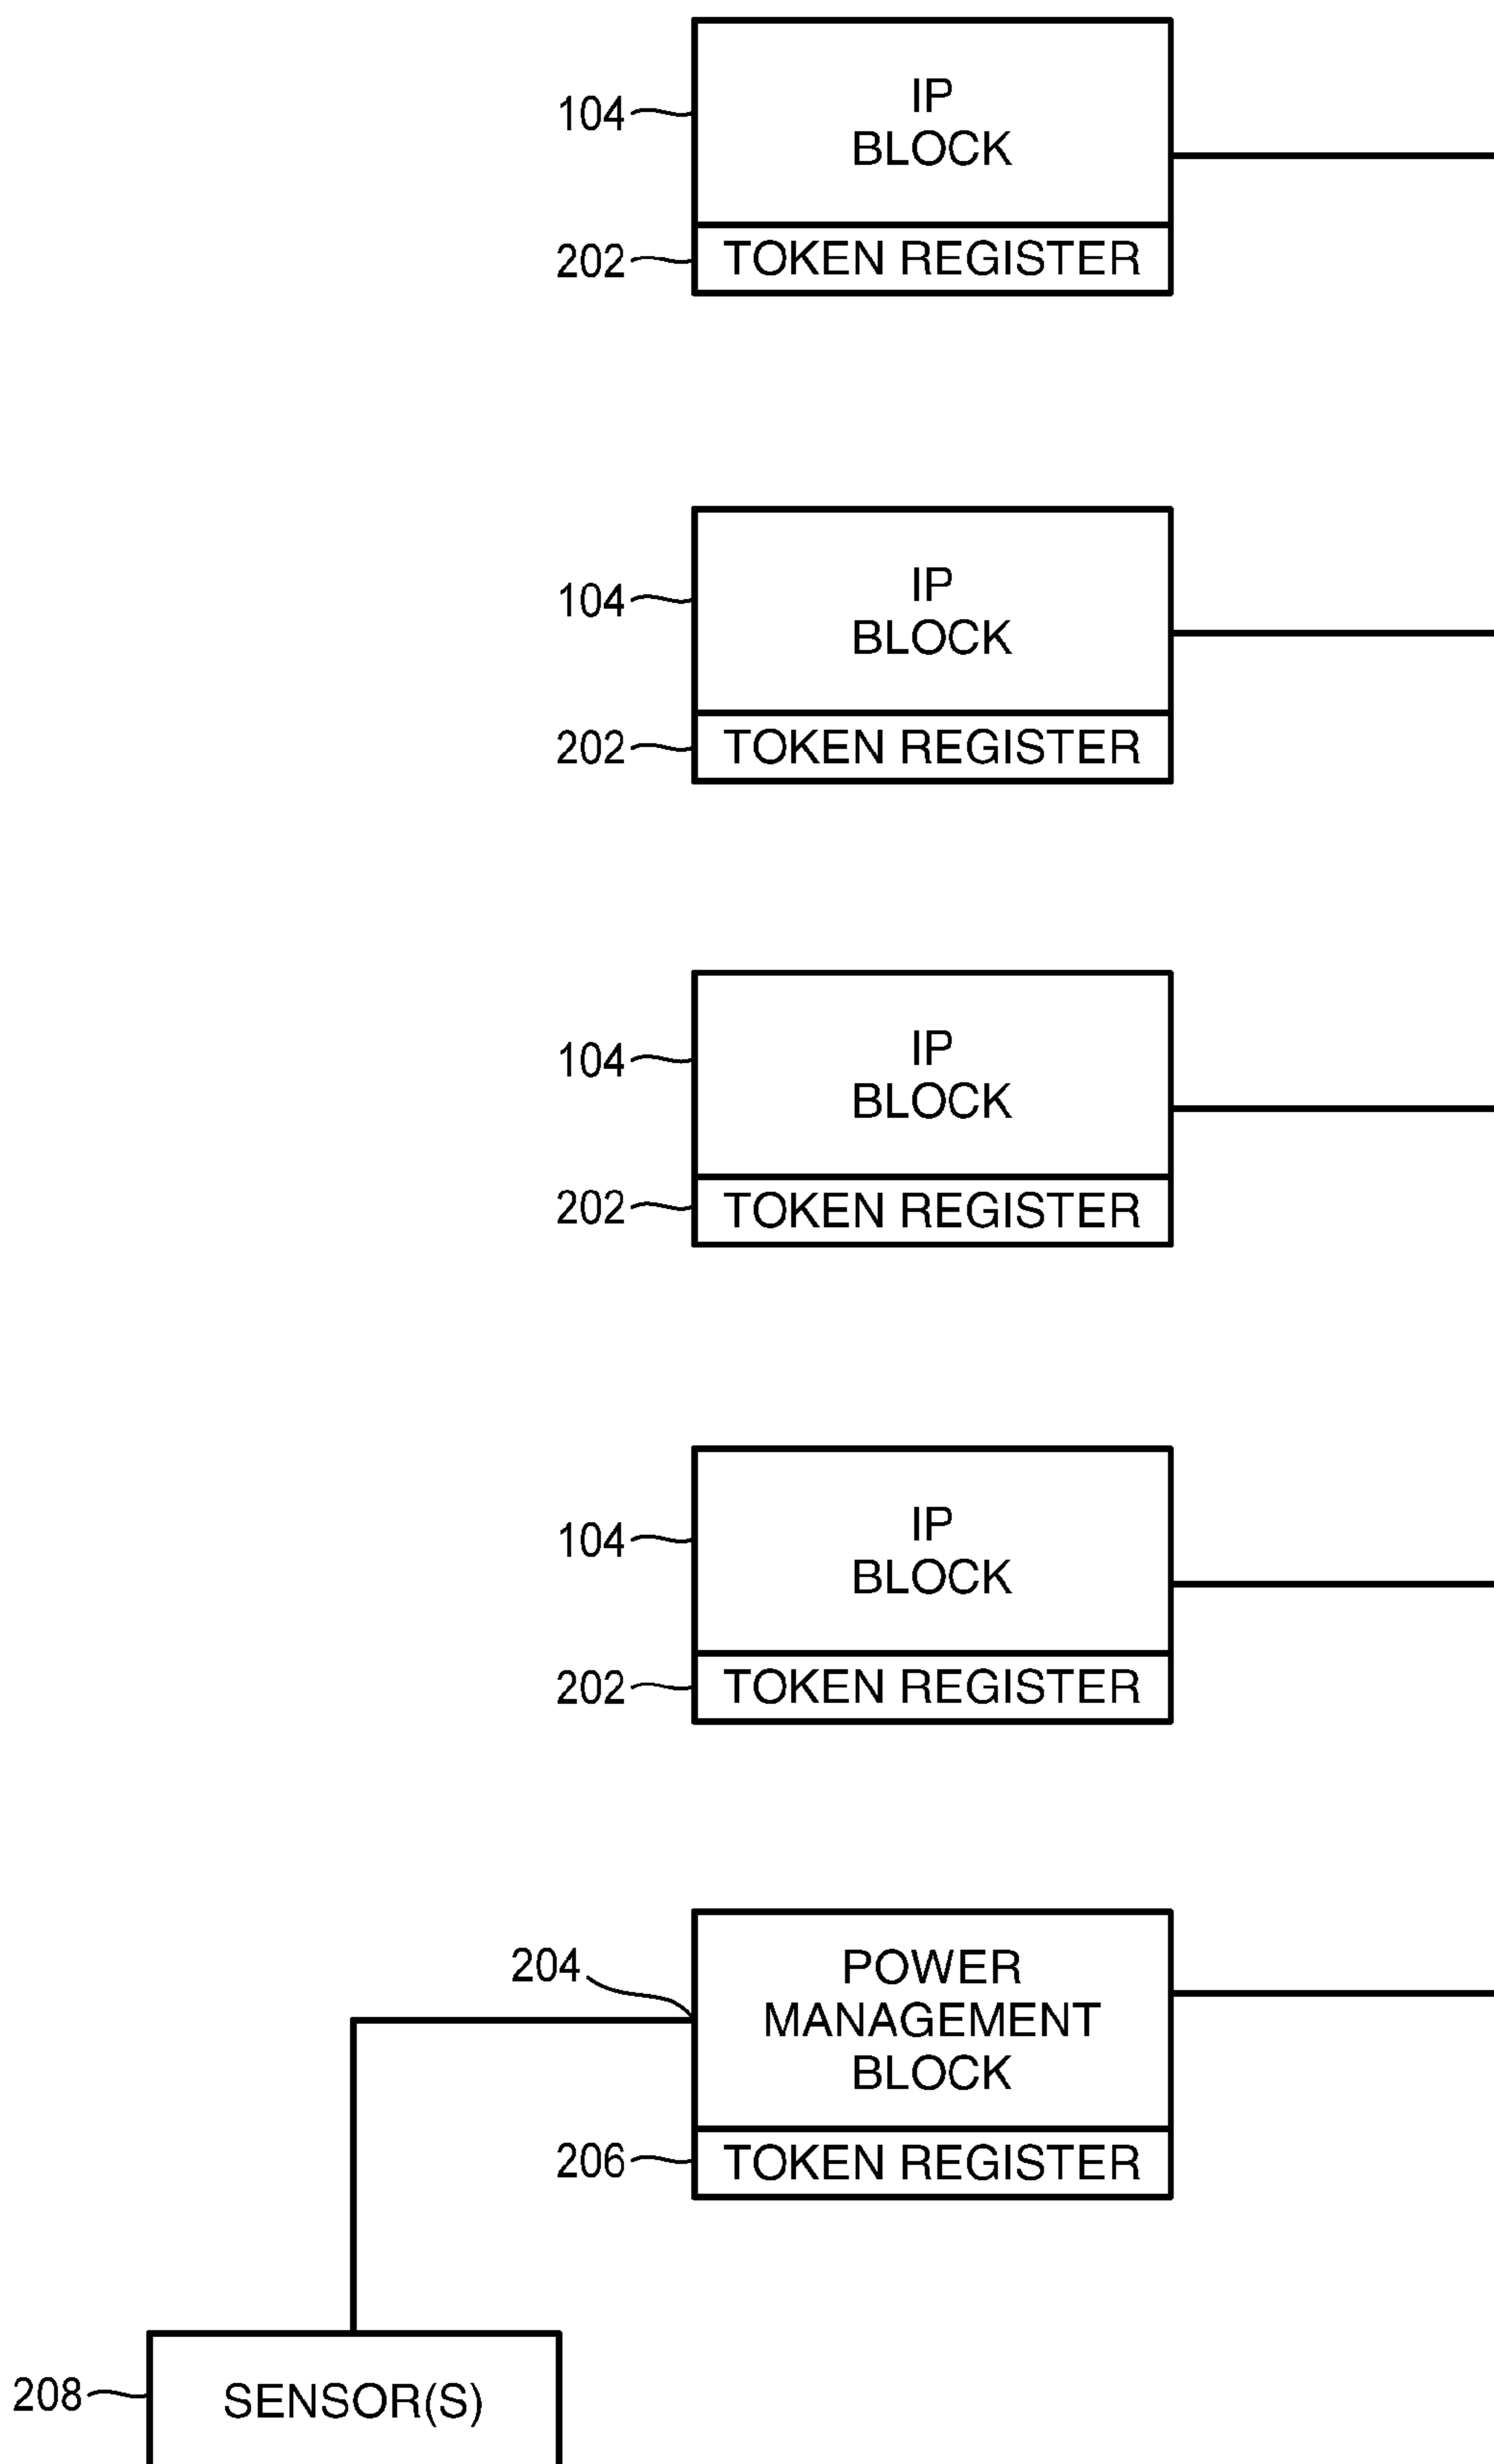 IP
104
BLOCK
202
TOKEN REGISTER
IP
104
BLOCK
202
TOKEN REGISTER
IP
104
BLOCK
202
TOKEN REGISTER
IP
104
BLOCK
202
TOKEN REGISTER
204
POWER
MANAGEMENT
BLOCK
206
TOKEN REGISTER
208
SENSOR(S)